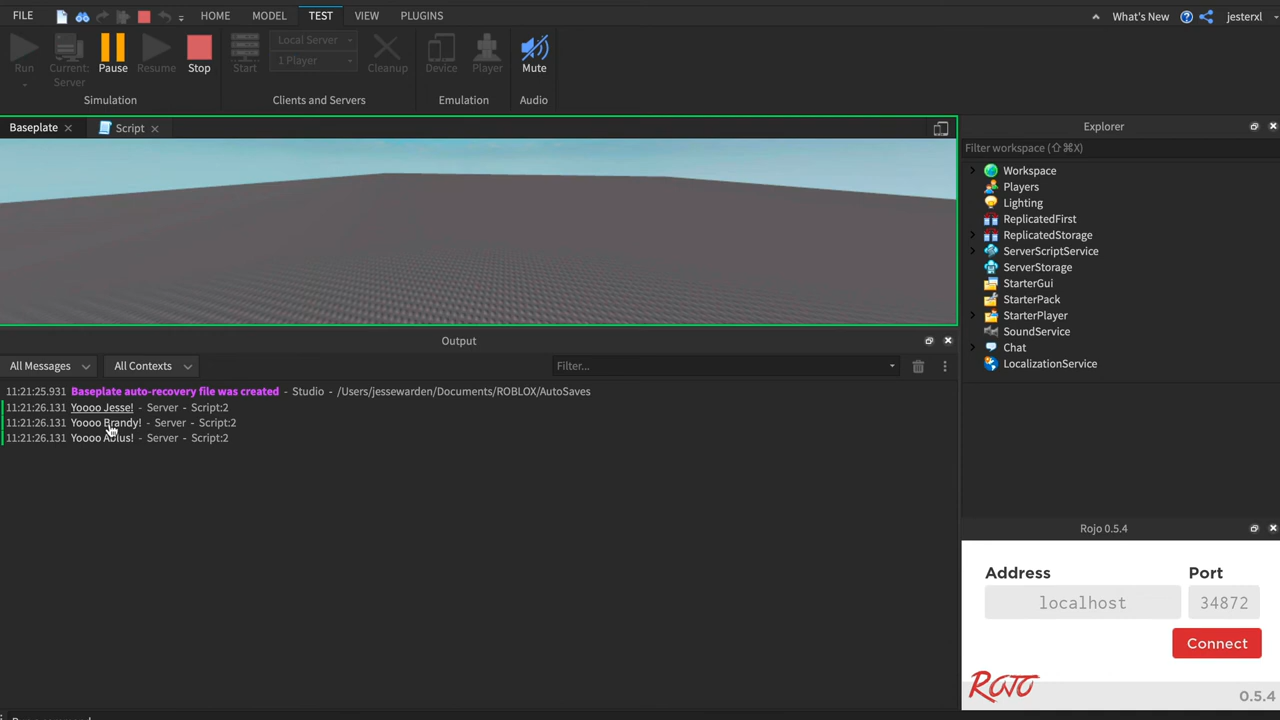 FILE HOME MODEL TEST VIEW PLUGINS What's New jesterxl
Run Current: Server Pause Resume Stop Start Local Server 1 Player Cleanup Device Player Mute
Simulation Clients and Servers Emulation Audio
Baseplate Script
Explorer
Filter workspace (⇧⌘X)
Workspace
Players
Lighting
ReplicatedFirst
ReplicatedStorage
ServerScriptService
ServerStorage
StarterGui
StarterPack
StarterPlayer
SoundService
Chat
LocalizationService
Output
All Messages All Contexts Filter...
11:21:25.931 Baseplate auto-recovery file was created - Studio - /Users/jessewarden/Documents/ROBLOX/AutoSaves
11:21:26.131 Yoooo Jesse! - Server - Script:2
11:21:26.131 Yoooo Brandy! - Server - Script:2
11:21:26.131 Yoooo - Server - Script:2
Rojo 0.5.4
Address Port
localhost 34872
Connect
ROJO 0.5.4